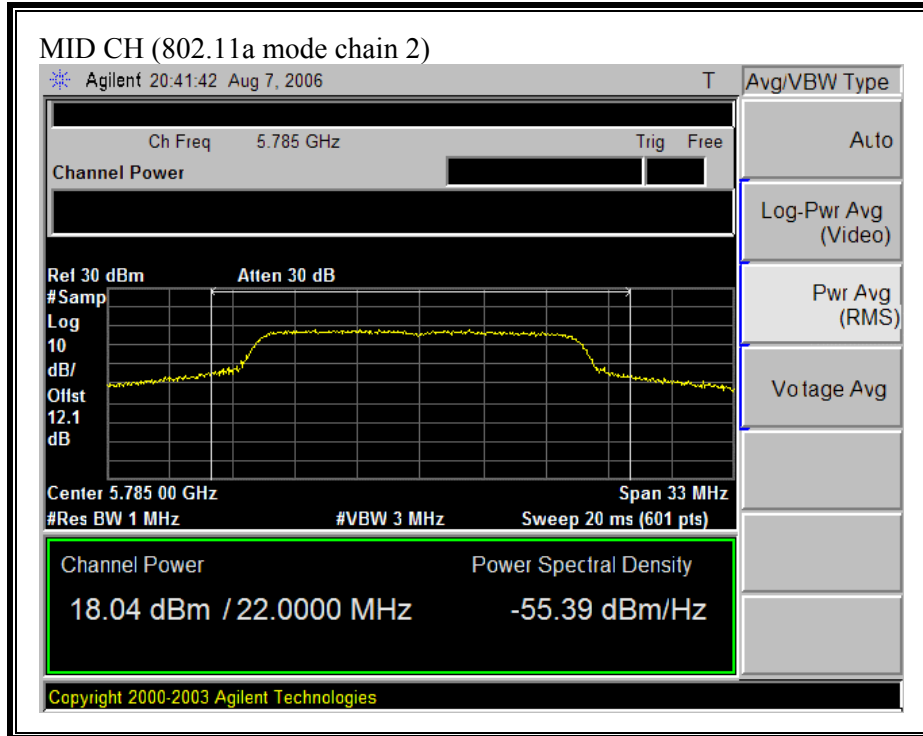 MID CH (802.11a mode chain 2)
Agilent 20:41:42 Aug 7, 2006 T
Avg/VBW Type
Ch Freq 5.785 GHz Trig Free
Channel Power
Auto
Log-Pwr Avg
(Video)
Pwr Avg
(RMS)
Vo tage Avg
Ref 30 dBm Atten 30 dB
#Samp
Log
10
dB/
Offst
12.1
dB
Center 5.785 00 GHz Span 33 MHz
#Res BW 1 MHz #VBW 3 MHz Sweep 20 ms (601 pts)
Channel Power Power Spectral Density
18.04 dBm / 22.0000 MHz -55.39 dBm/Hz
Copyright 2000-2003 Agilent Technologies